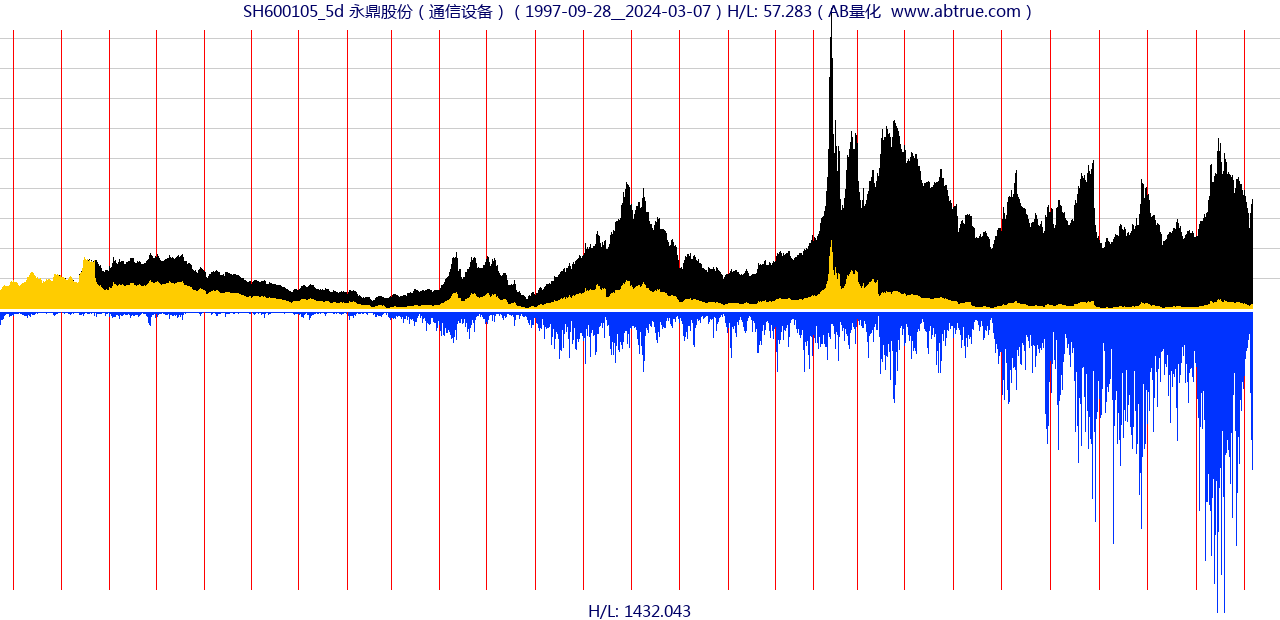 SH600105_5d 永鼎股份 ( 通信设备 ) ( 1997-09-28__2024-03-07 ) H/L: 57.283 ( AB量化  www.abtrue.com )
H/L: 1432.043